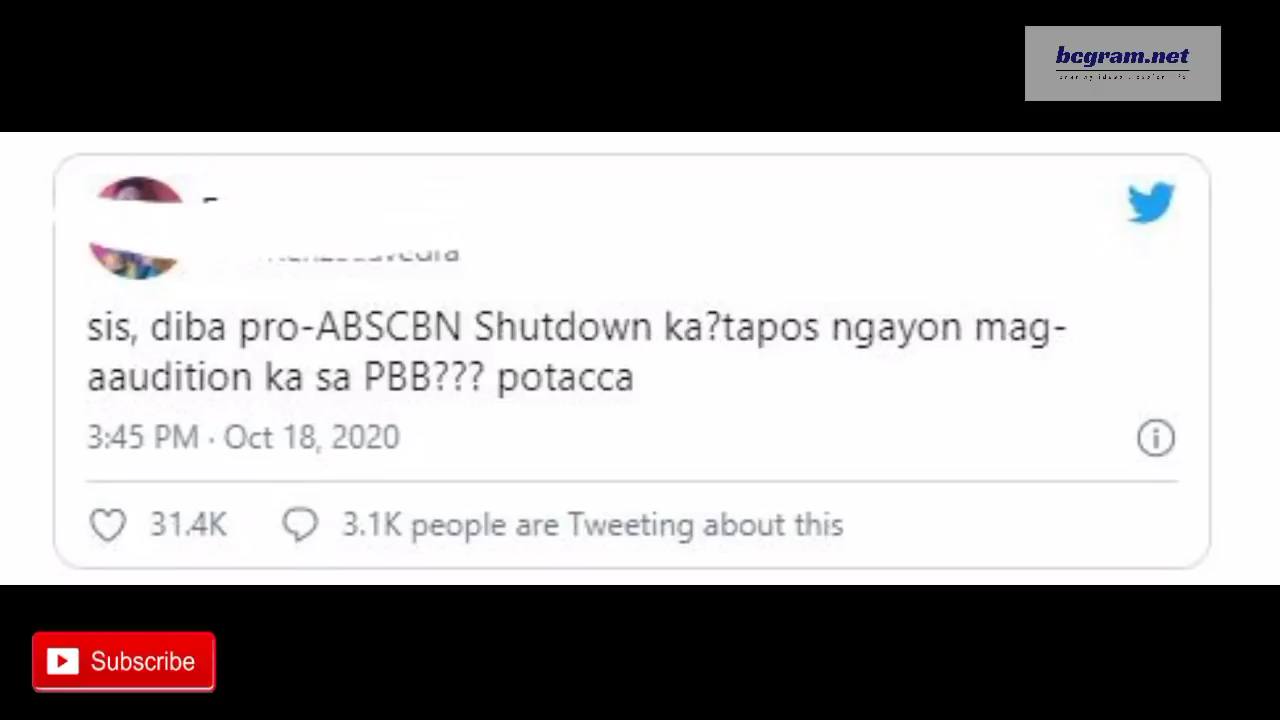 bcgram.net
sis, diba pro-ABSCBN Shutdown ka?tapos ngayon mag-
aaudition ka sa PBB??? potacca
3:45 PM · Oct 18, 2020
31.4K 3.1K people are Tweeting about this
Subscribe